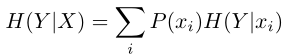 H(Y|X) = ∑_i P(x_i)H(Y|x_i)